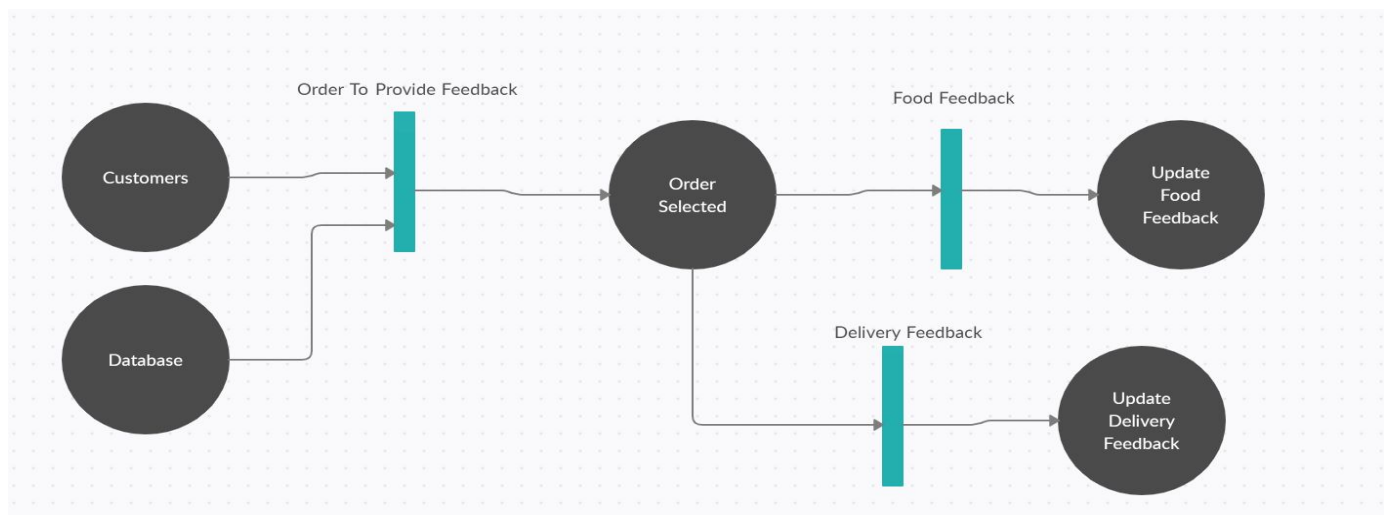 Order To Provide Feedback
Food Feedback
Customers
Order
Selected
Update
Food
Feedback
Database
Delivery Feedback
Update
Delivery
Feedback